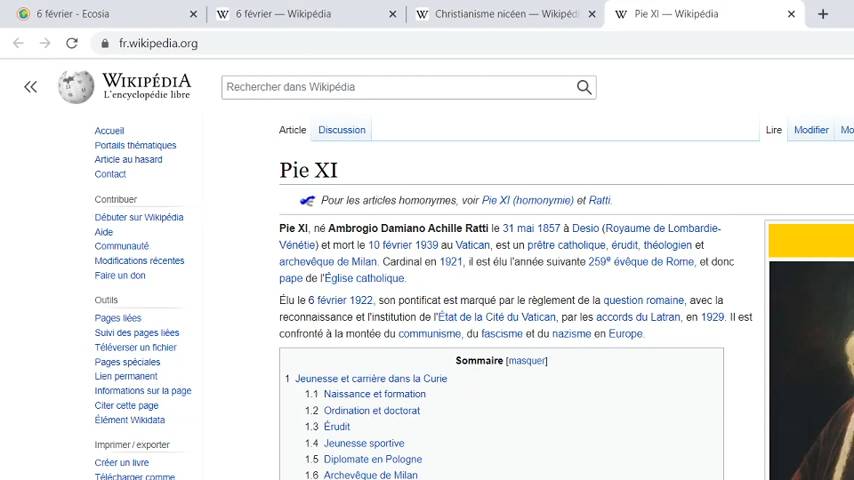 6 février - Ecosia
6 février — Wikipédia
Christianisme nicéen — Wikipédi
Pie XI — Wikipédia
fr.wikipedia.org
WIKIPÉDIA
L'encyclopédie libre
Rechercher dans Wikipédia
Accueil
Portails thématiques
Article au hasard
Contact
Contribuer
Débuter sur Wikipédia
Aide
Communauté
Modifications récentes
Faire un don
Outils
Pages liées
Suivi des pages liées
Téléverser un fichier
Pages spéciales
Lien permanent
Informations sur la page
Citer cette page
Élément Wikidata
Imprimer / exporter
Créer un livre
Télécharger comme
Article
Discussion
Lire
Modifier
Mo
Pie XI
Pour les articles homonymes, voir Pie XI (homonymie) et Ratti.
Pie XI, né Ambrogio Damiano Achille Ratti le 31 mai 1857 à Desio (Royaume de Lombardie-
Vénétie) et mort le 10 février 1939 au Vatican, est un prêtre catholique, érudit, théologien et
archevêque de Milan. Cardinal en 1921, il est élu l'année suivante 259e évêque de Rome, et donc
pape de l'Église catholique.
Élu le 6 février 1922, son pontificat est marqué par le règlement de la question romaine, avec la
reconnaissance et l'institution de l'État de la Cité du Vatican, par les accords du Latran, en 1929. Il est
confronté à la montée du communisme, du fascisme et du nazisme en Europe.
Sommaire [masquer]
1 Jeunesse et carrière dans la Curie
1.1 Naissance et formation
1.2 Ordination et doctorat
1.3 Érudit
1.4 Jeunesse sportive
1.5 Diplomate en Pologne
1.6 Archevêque de Milan